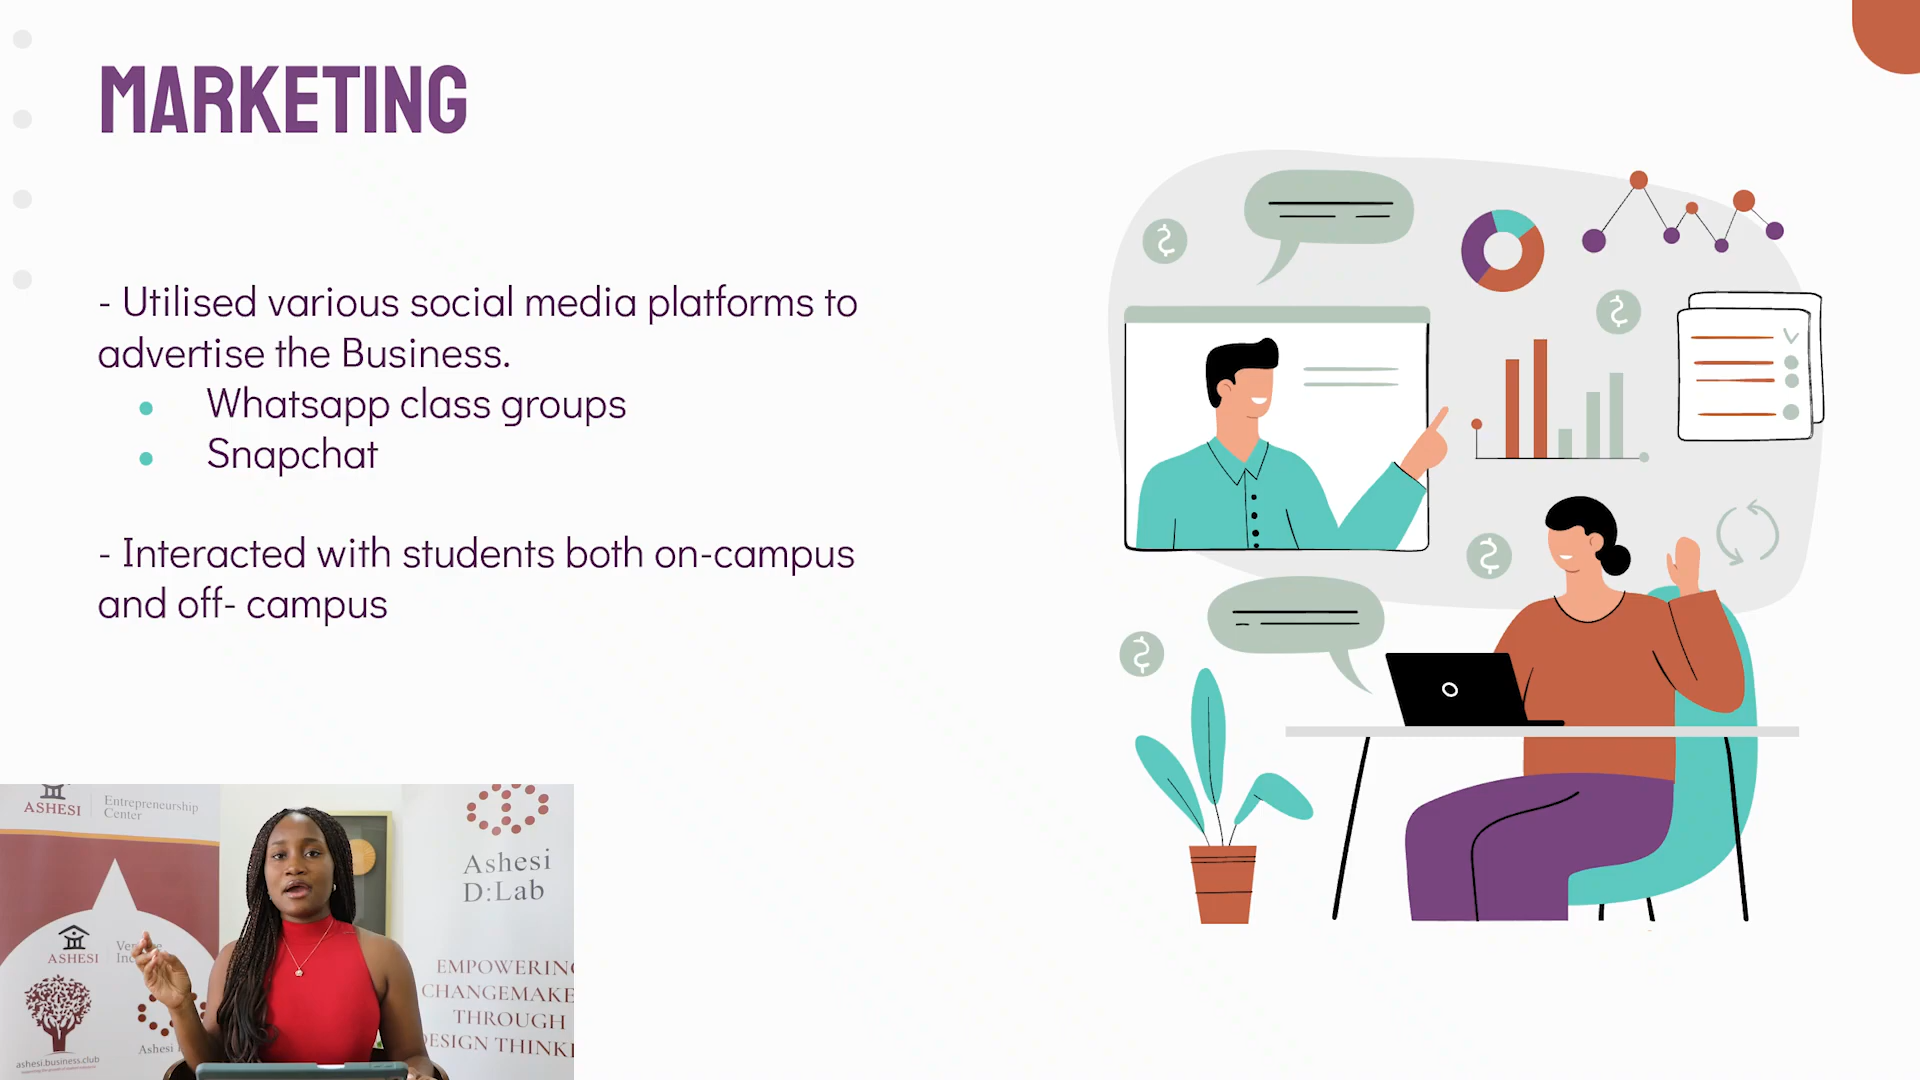 MARKETING
- Utilised various social media platforms to
advertise the Business.
Whatsapp class groups
Snapchat
- Interacted with students both on-campus
and off- campus
ASHESI
Entrepreneurship
Center
ASHESI
ashesi.business.club
Ashesi
Ashesi
D:Lab
EMPOWERING
CHANGEMAKE
THROUGH
DESIGN THINK